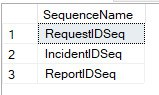 SequenceName
1 RequestIDSeq
2 IncidentIDSeq
3 ReportIDSeq